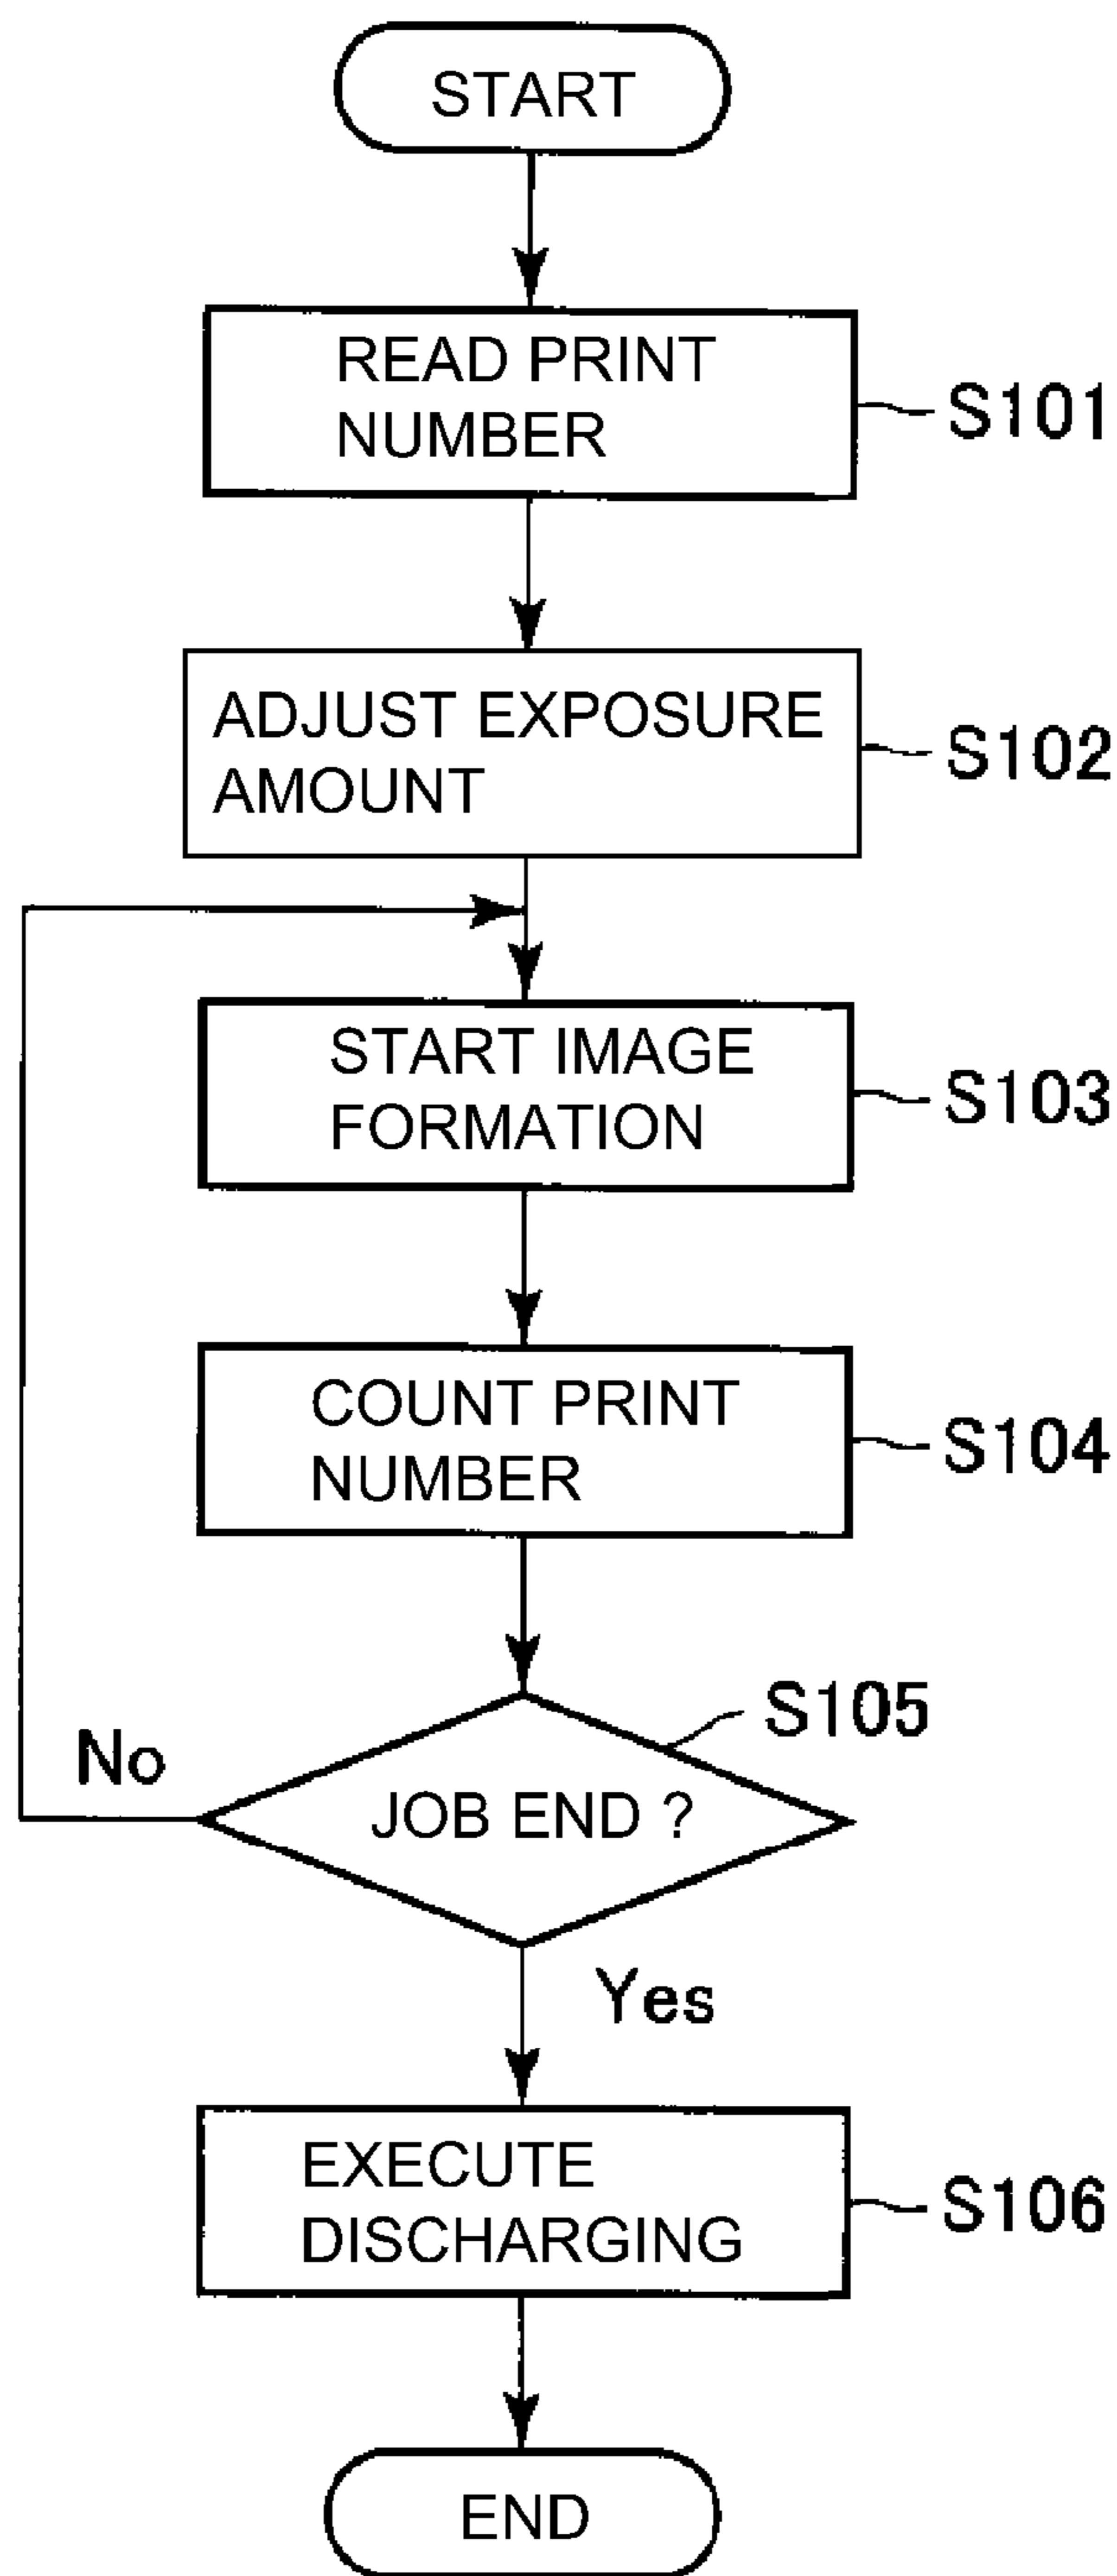 START
READ PRINT
NUMBER
S101
ADJUST EXPOSURE
AMOUNT
S102
START IMAGE
FORMATION
S103
COUNT PRINT
NUMBER
S104
S105
No
JOB END ?
Yes
EXECUTE
DISCHARGING
S106
END